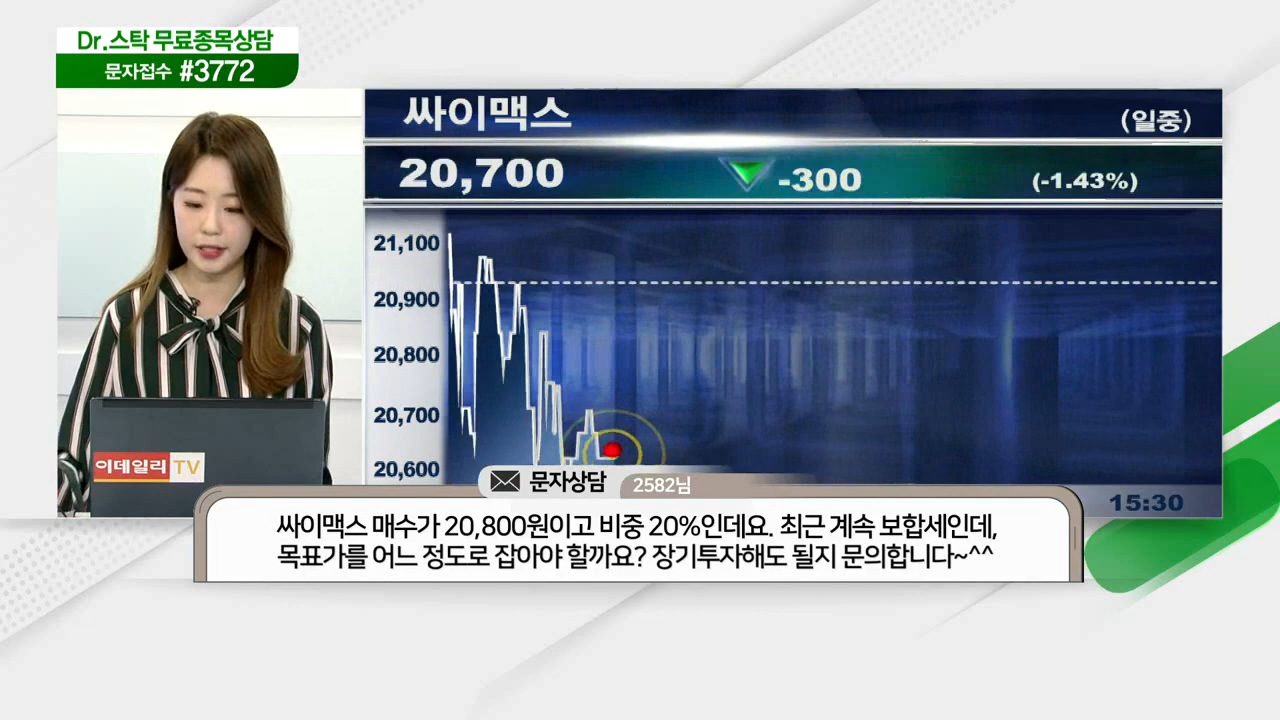 Dr.스탁 무료종목상담
문자접수 #3772
싸이맥스
(일중)
20,700
-300
(-1.43%)
21,100
20,900
20,800
20,700
20,600
15:30
이데일리 TV
문자상담
2582님
싸이맥스 매수가 20,800원이고 비중 20%인데요. 최근 계속 보합세인데,
목표가를 어느 정도로 잡아야 할까요? 장기투자해도 될지 문의합니다~^^